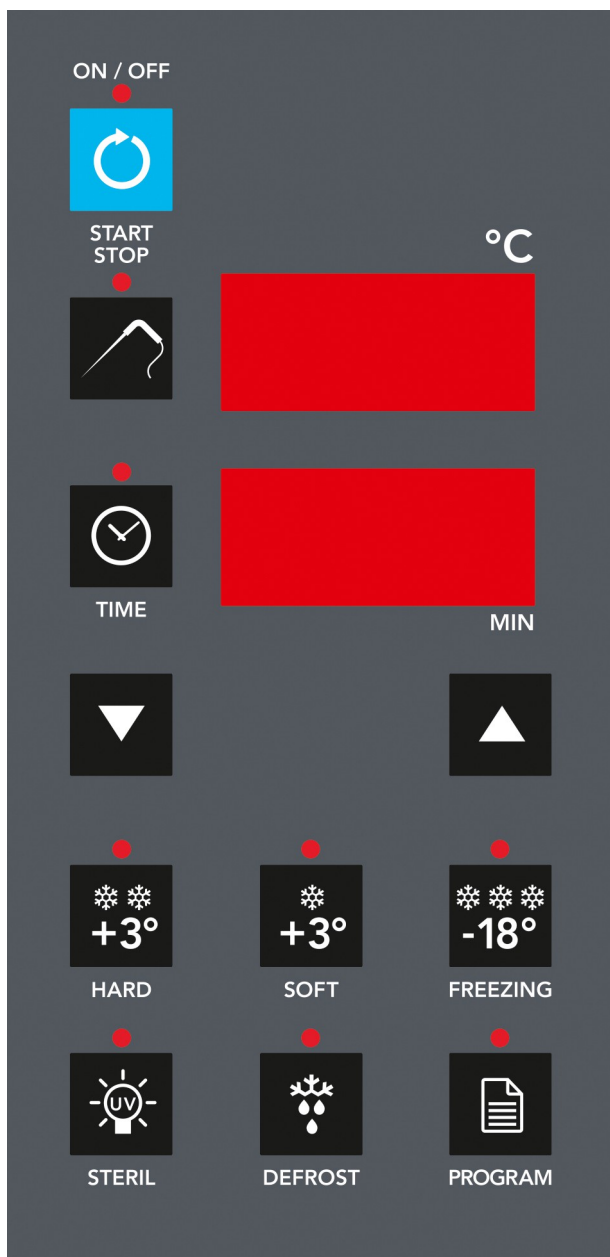 ON / OFF
START
STOP
°C
TIME
MIN
+3°
+3°
-18°
HARD
SOFT
FREEZING
UV
STERIL
DEFROST
PROGRAM